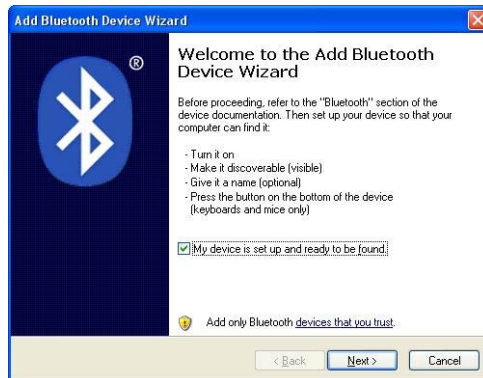 Add Bluetooth Device Wizard
®
Welcome to the Add Bluetooth
Device Wizard
Before proceeding, refer to the "Bluetooth" section of the
device documentation. Then set up your device so that your
computer can find it:
- Turn it on
- Make it discoverable (visible)
- Give it a name (optional)
- Press the button on the bottom of the device
(keyboards and mice only)
My device is set up and ready to be found.
Add only Bluetooth devices that you trust.
< Back Next > Cancel